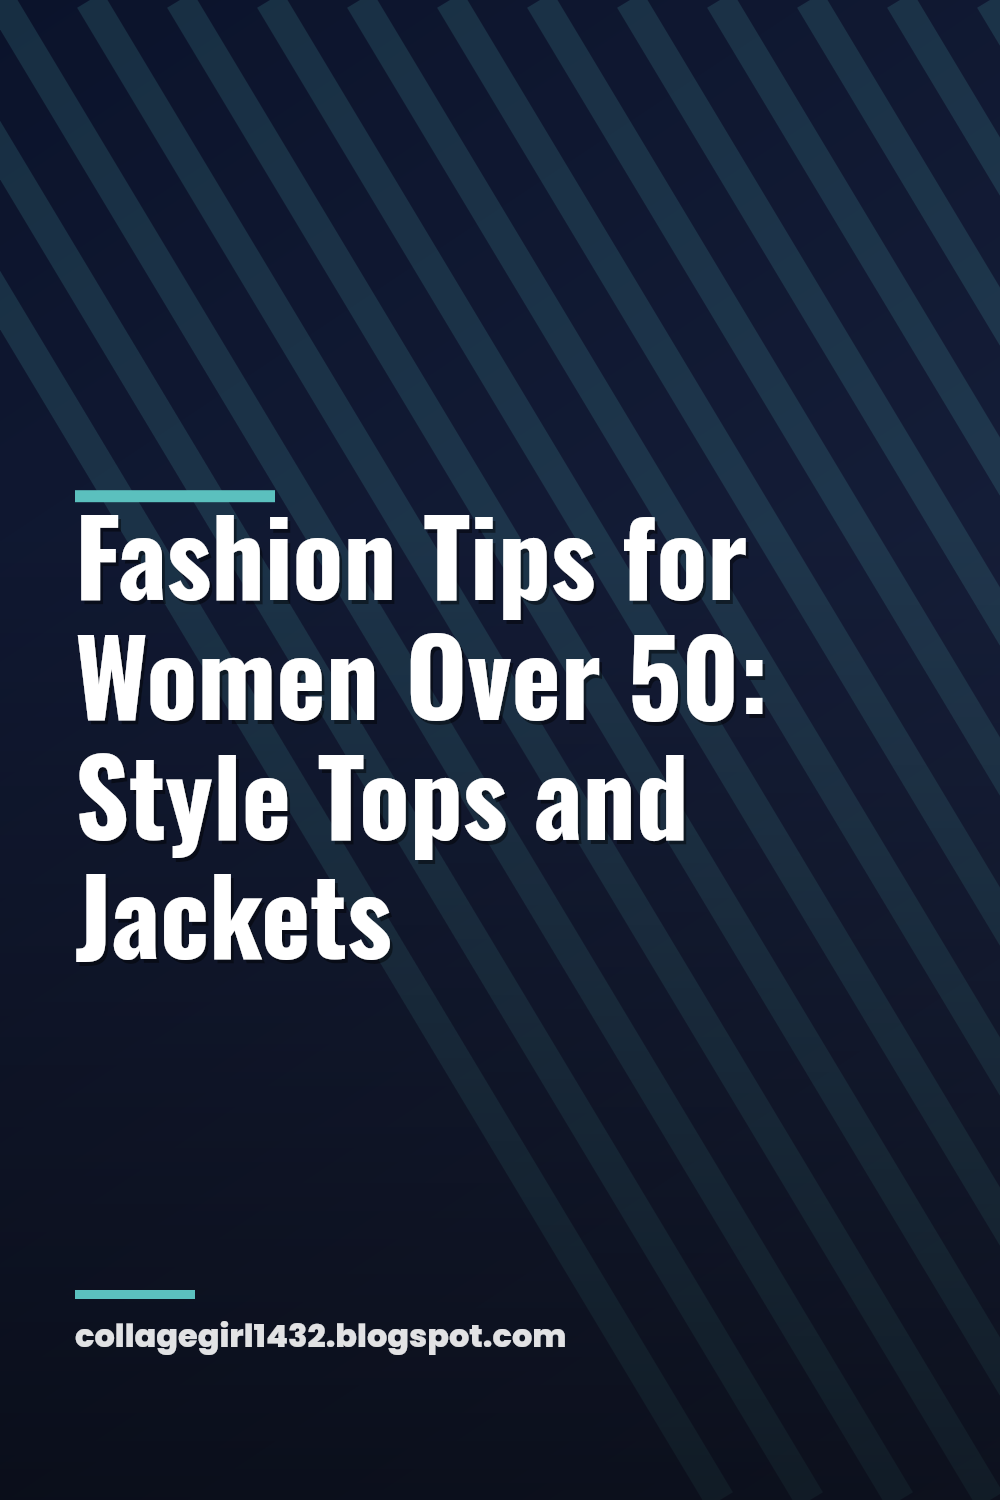 Fashion Tips for
Women Over 50:
Style Tops and
Jackets
collagegirl1432.blogspot.com